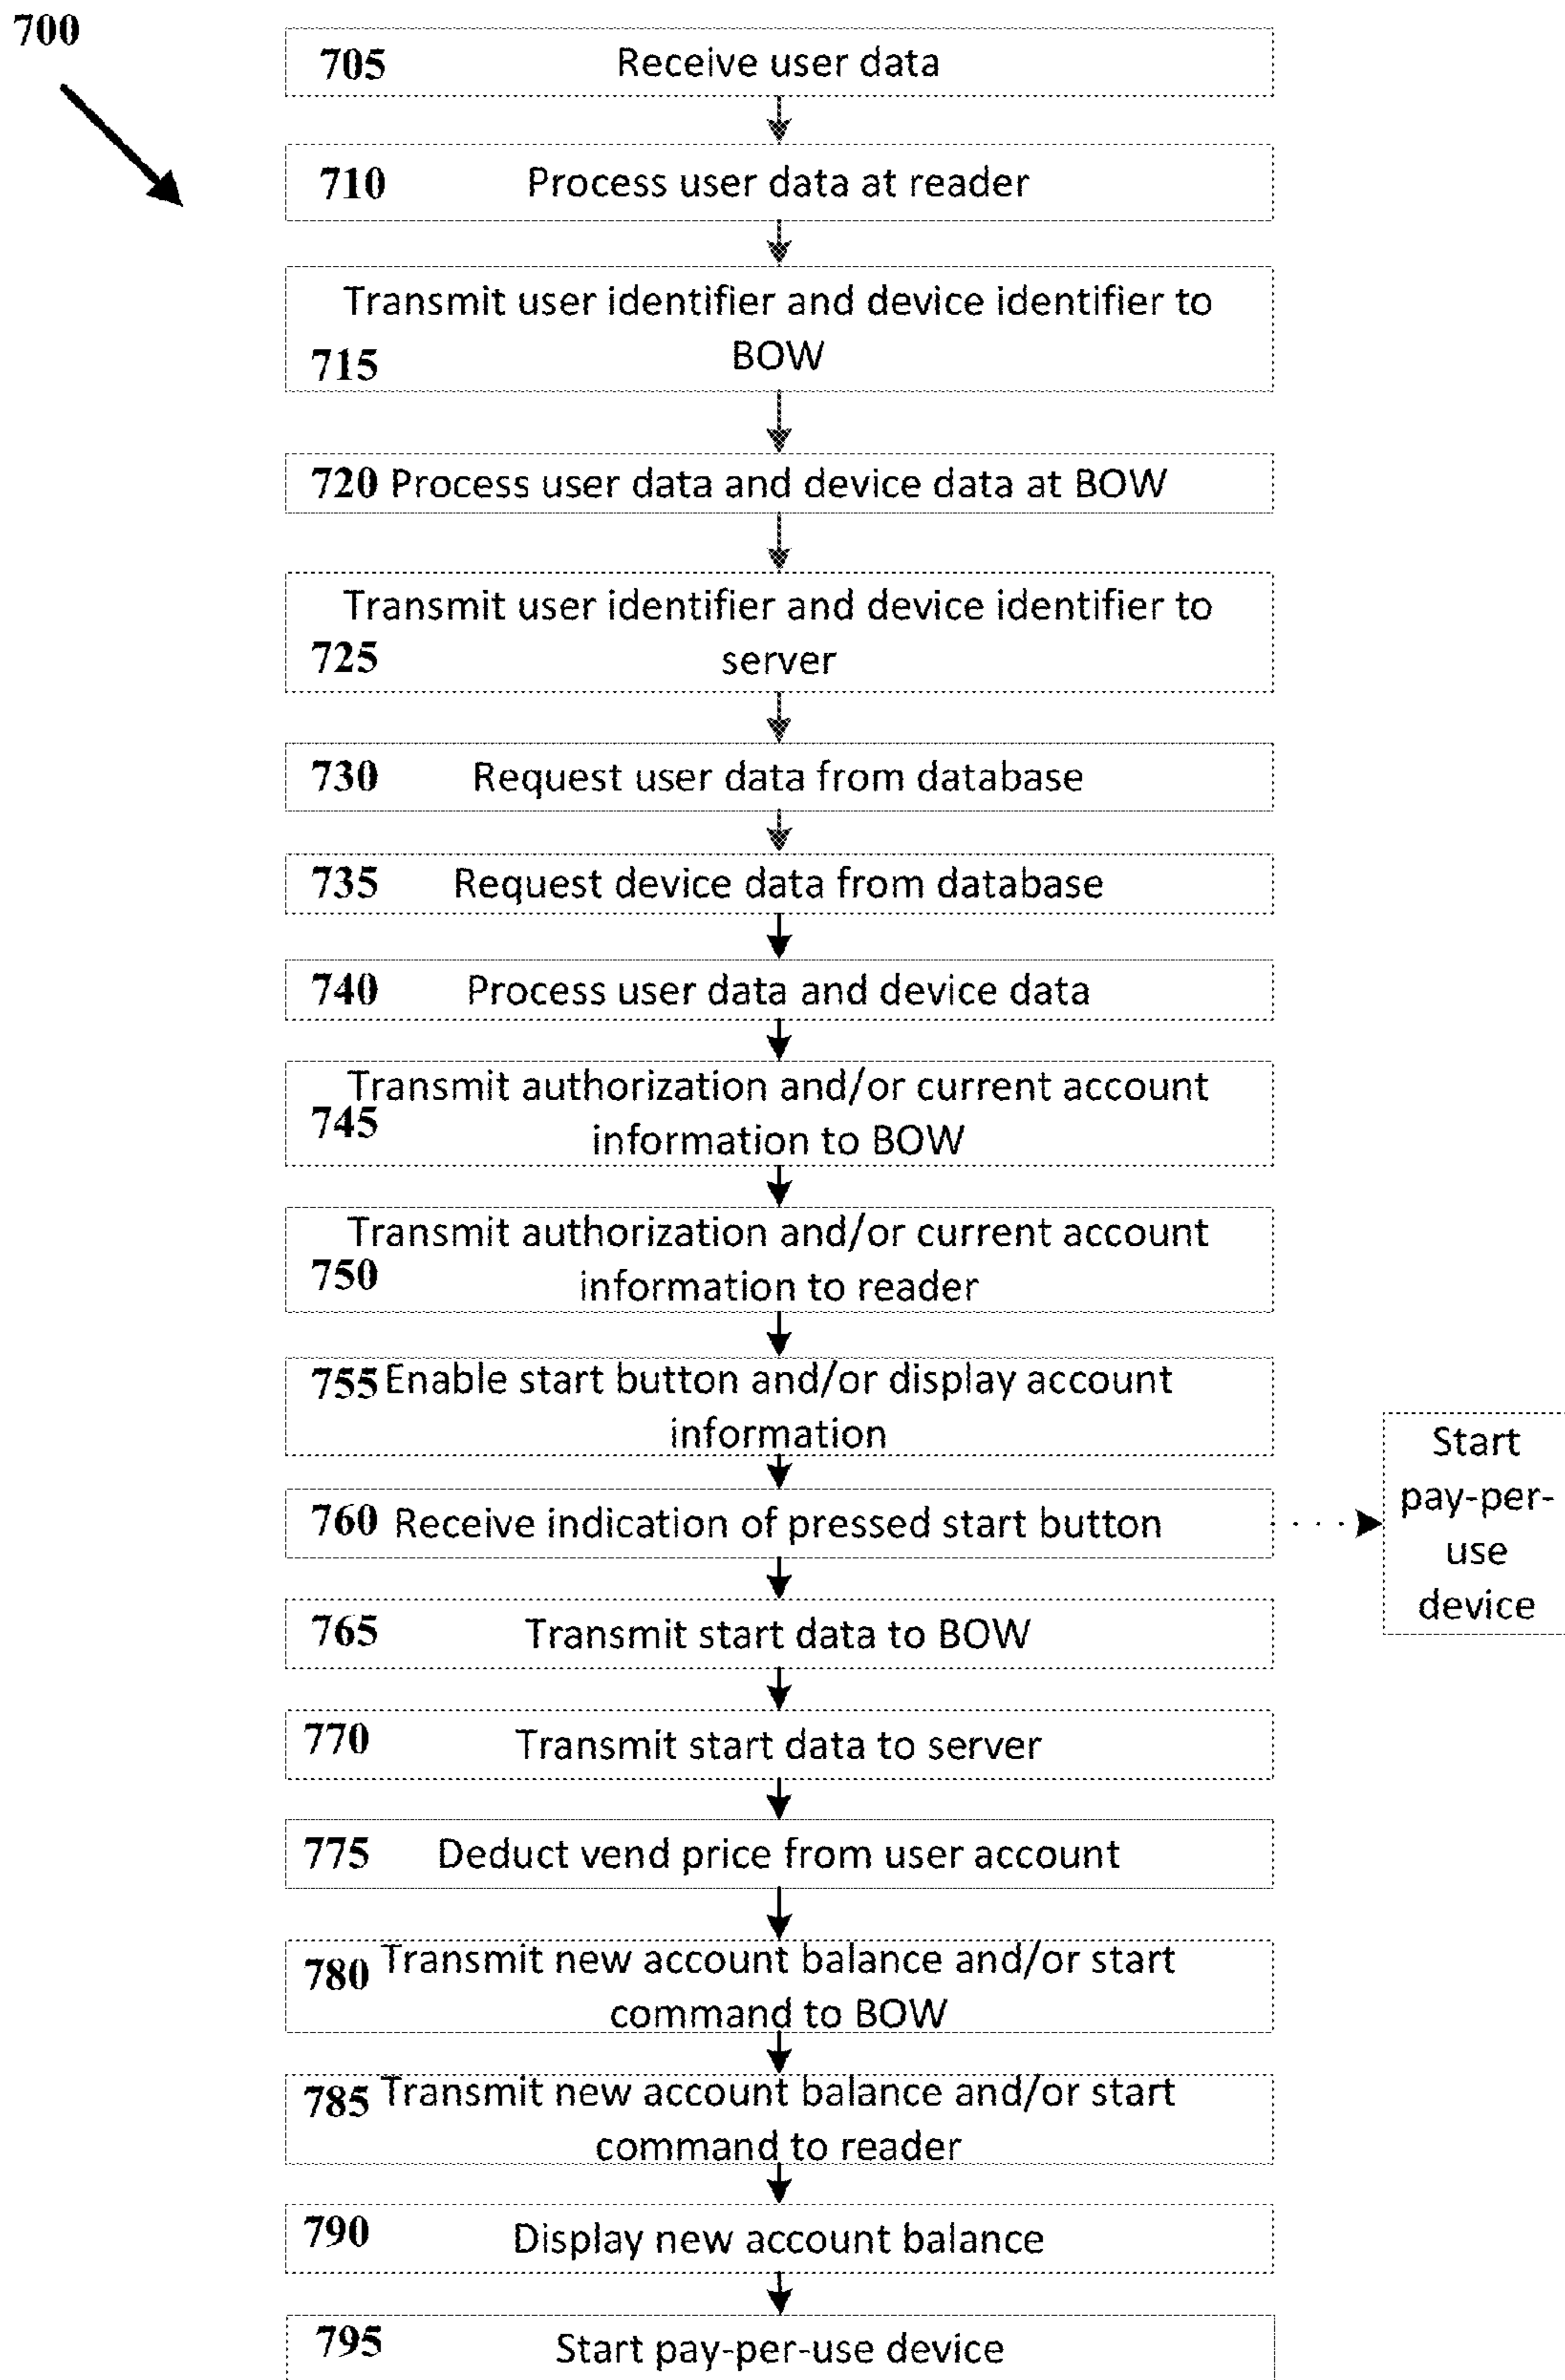 700
705 Receive user data
710 Process user data at reader
Transmit user identifier and device identifier to
715 BOW
720 Process user data and device data at BOW
Transmit user identifier and device identifier to
725 server
730 Request user data from database
735 Request device data from database
740 Process user data and device data
Transmit authorization and/or current account
745 information to BOW
Transmit authorization and/or current account
750 information to reader
755 Enable start button and/or display account
information
760 Receive indication of pressed start button
Start
pay-per-
use
device
765 Transmit start data to BOW
770 Transmit start data to server
775 Deduct vend price from user account
780 Transmit new account balance and/or start
command to BOW
785 Transmit new account balance and/or start
command to reader
790 Display new account balance
795 Start pay-per-use device